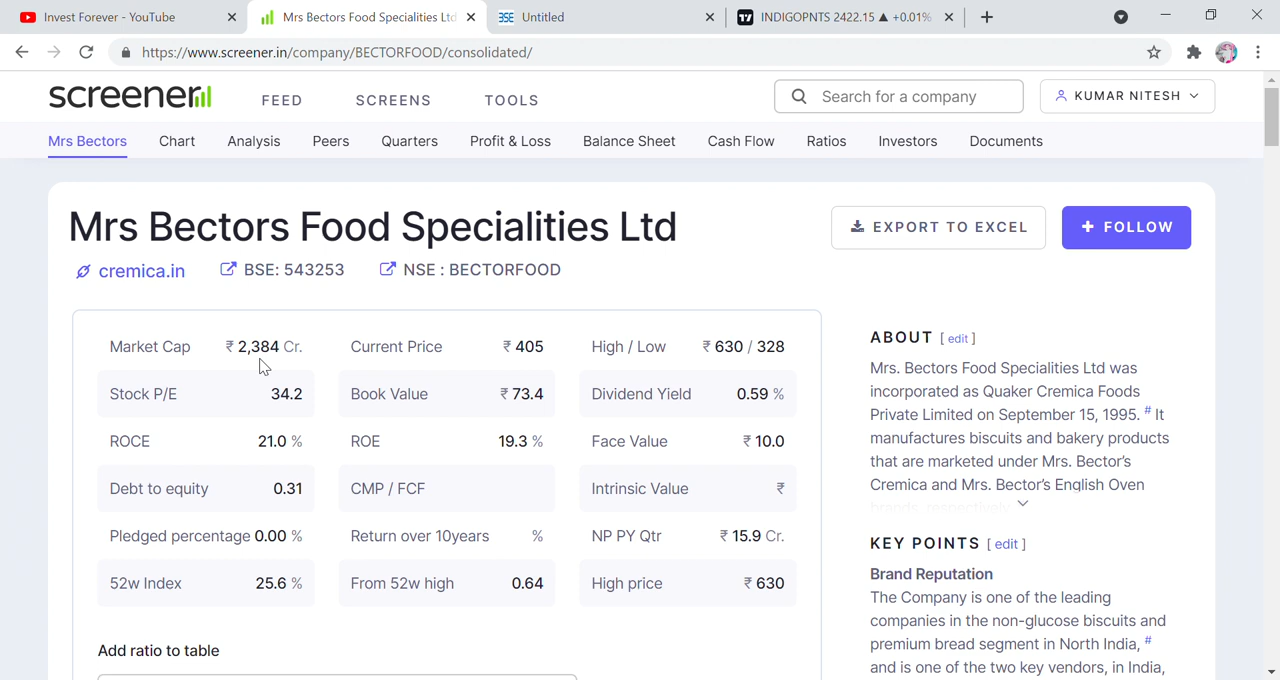 Invest Forever - YouTube
Mrs Bectors Food Specialities Ltd
BSE Untitled
INDIGOPNTS 2422.15 ▲ +0.01%
https://www.screener.in/company/BECTORFOOD/consolidated/
screener
FEED
SCREENS
TOOLS
Search for a company
KUMAR NITESH
Mrs Bectors
Chart
Analysis
Peers
Quarters
Profit & Loss
Balance Sheet
Cash Flow
Ratios
Investors
Documents
Mrs Bectors Food Specialities Ltd
EXPORT TO EXCEL
+ FOLLOW
cremica.in
BSE: 543253
NSE : BECTORFOOD
Market Cap ₹ 2,384 Cr.
Current Price ₹ 405
High / Low ₹ 630 / 328
Stock P/E 34.2
Book Value ₹ 73.4
Dividend Yield 0.59 %
ROCE 21.0 %
ROE 19.3 %
Face Value ₹ 10.0
Debt to equity 0.31
CMP / FCF
Intrinsic Value ₹
Pledged percentage 0.00 %
Return over 10years %
NP PY Qtr ₹ 15.9 Cr.
52w Index 25.6 %
From 52w high 0.64
High price ₹ 630
Add ratio to table
ABOUT [ edit ]
Mrs. Bectors Food Specialities Ltd was
incorporated as Quaker Cremica Foods
Private Limited on September 15, 1995. # It
manufactures biscuits and bakery products
that are marketed under Mrs. Bector's
Cremica and Mrs. Bector's English Oven
brands, respectively.
KEY POINTS [ edit ]
Brand Reputation
The Company is one of the leading
companies in the non-glucose biscuits and
premium bread segment in North India, #
and is one of the two key vendors, in India,